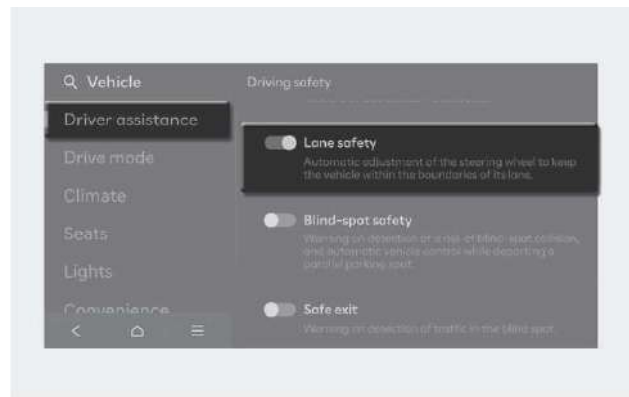 Vehicle
Driving safety
Driver assistance
Lane safety
Automatic adjustment of the steering wheel to keep
the vehicle within the boundaries of its lane.
Drive mode
Climate
Seats
Lights
Convenience
Blind-spot safety
Warning on detection of a risk of blind-spot collision,
and automatic vehicle control while departing a
parallel parking spot.
Safe exit
Warning on detection of traffic in the blind spot.